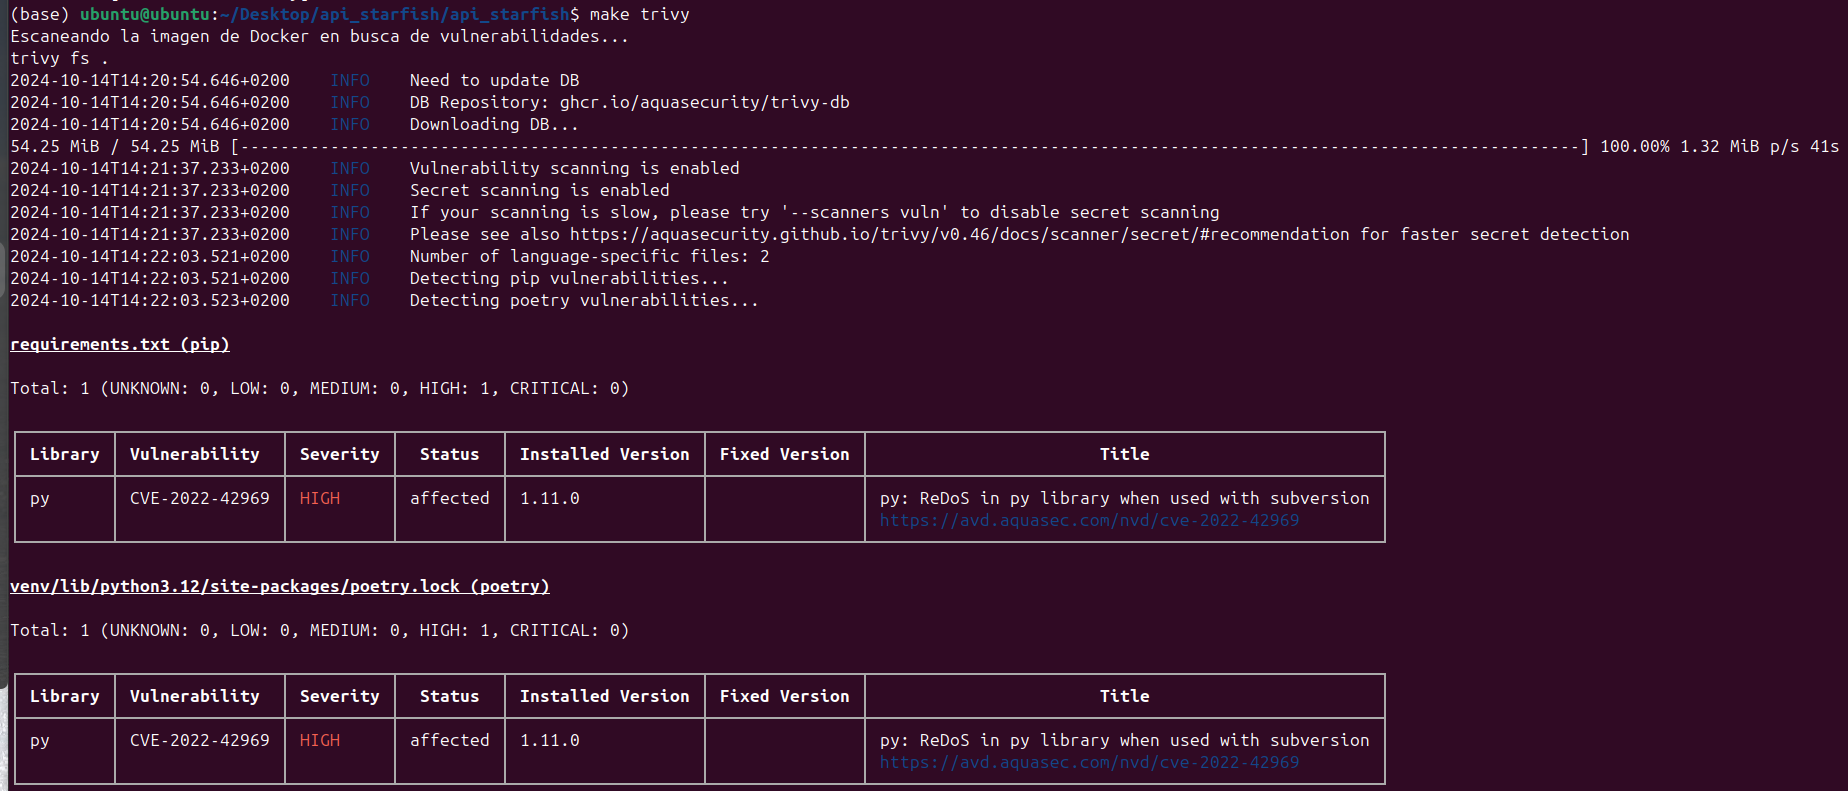 (base) ubuntu@ubuntu:~/Desktop/api_starfish/api_starfish$ make trivy
Escaneando la imagen de Docker en busca de vulnerabilidades...
trivy fs .
2024-10-14T14:20:54.646+0200 INFO Need to update DB
2024-10-14T14:20:54.646+0200 INFO DB Repository: ghcr.io/aquasecurity/trivy-db
2024-10-14T14:20:54.646+0200 INFO Downloading DB...
54.25 MiB / 54.25 MiB [--------------------------------------------------------------------------------------------------------------------------------------] 100.00% 1.32 MiB p/s 41s
2024-10-14T14:21:37.233+0200 INFO Vulnerability scanning is enabled
2024-10-14T14:21:37.233+0200 INFO Secret scanning is enabled
2024-10-14T14:21:37.233+0200 INFO If your scanning is slow, please try '--scanners vuln' to disable secret scanning
2024-10-14T14:21:37.233+0200 INFO Please see also https://aquasecurity.github.io/trivy/v0.46/docs/scanner/secret/#recommendation for faster secret detection
2024-10-14T14:22:03.521+0200 INFO Number of language-specific files: 2
2024-10-14T14:22:03.521+0200 INFO Detecting pip vulnerabilities...
2024-10-14T14:22:03.523+0200 INFO Detecting poetry vulnerabilities...
requirements.txt (pip)
Total: 1 (UNKNOWN: 0, LOW: 0, MEDIUM: 0, HIGH: 1, CRITICAL: 0)
Library Vulnerability Severity Status Installed Version Fixed Version Title
py CVE-2022-42969 HIGH affected 1.11.0 py: ReDoS in py library when used with subversion
https://avd.aquasec.com/nvd/cve-2022-42969
venv/lib/python3.12/site-packages/poetry.lock (poetry)
Total: 1 (UNKNOWN: 0, LOW: 0, MEDIUM: 0, HIGH: 1, CRITICAL: 0)
Library Vulnerability Severity Status Installed Version Fixed Version Title
py CVE-2022-42969 HIGH affected 1.11.0 py: ReDoS in py library when used with subversion
https://avd.aquasec.com/nvd/cve-2022-42969